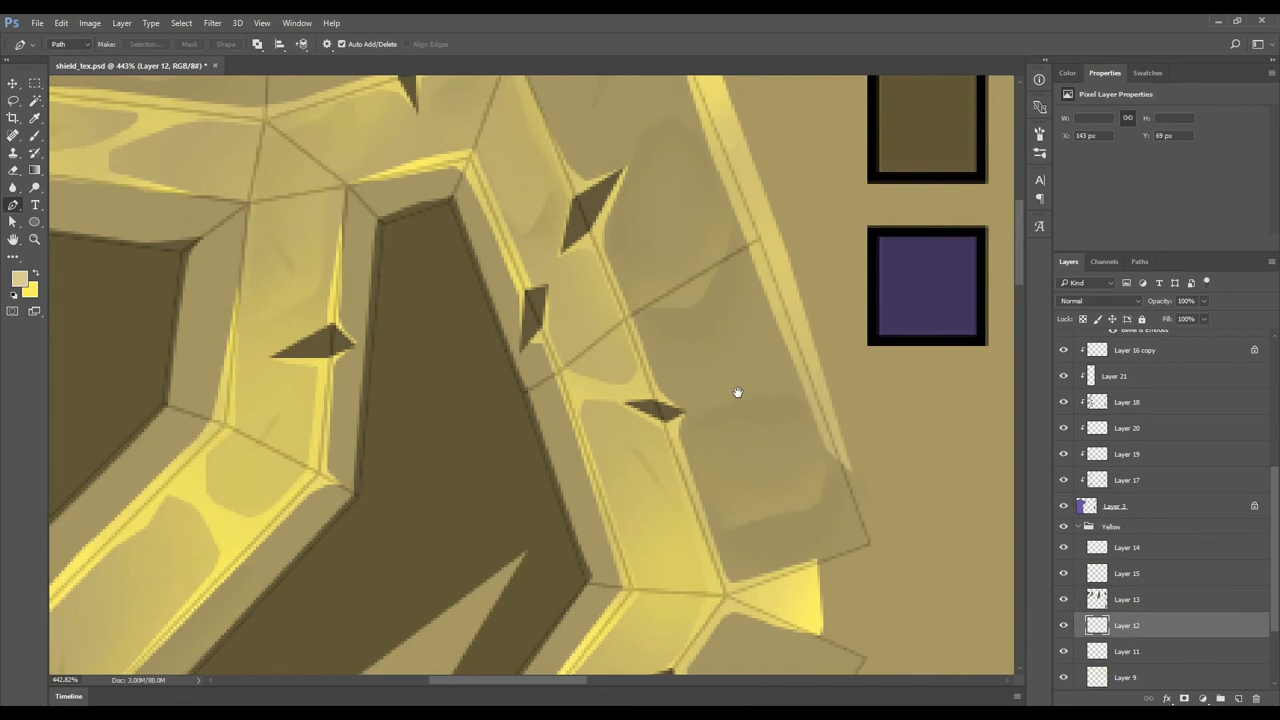 Ps File Edit Image Layer Type Select Filter 3D View Window Help
Path Make: Selection... Mask Shape Auto Add/Delete Align Edges
shield_tex.psd @ 443% (Layer 12, RGB/8#) * ×
Color Properties Swatches
Pixel Layer Properties
W: H:
X: 143 px Y: 69 px
Layers Channels Paths
Kind
Normal Opacity: 100%
Lock: Fill: 100%
Bevel & Emboss
Layer 16 copy
Layer 21
Layer 18
Layer 20
Layer 19
Layer 17
Layer 3
Yellow
Layer 14
Layer 15
Layer 13
Layer 12
Layer 11
Layer 9
442.82% Doc: 3.00M/88.0M
Timeline